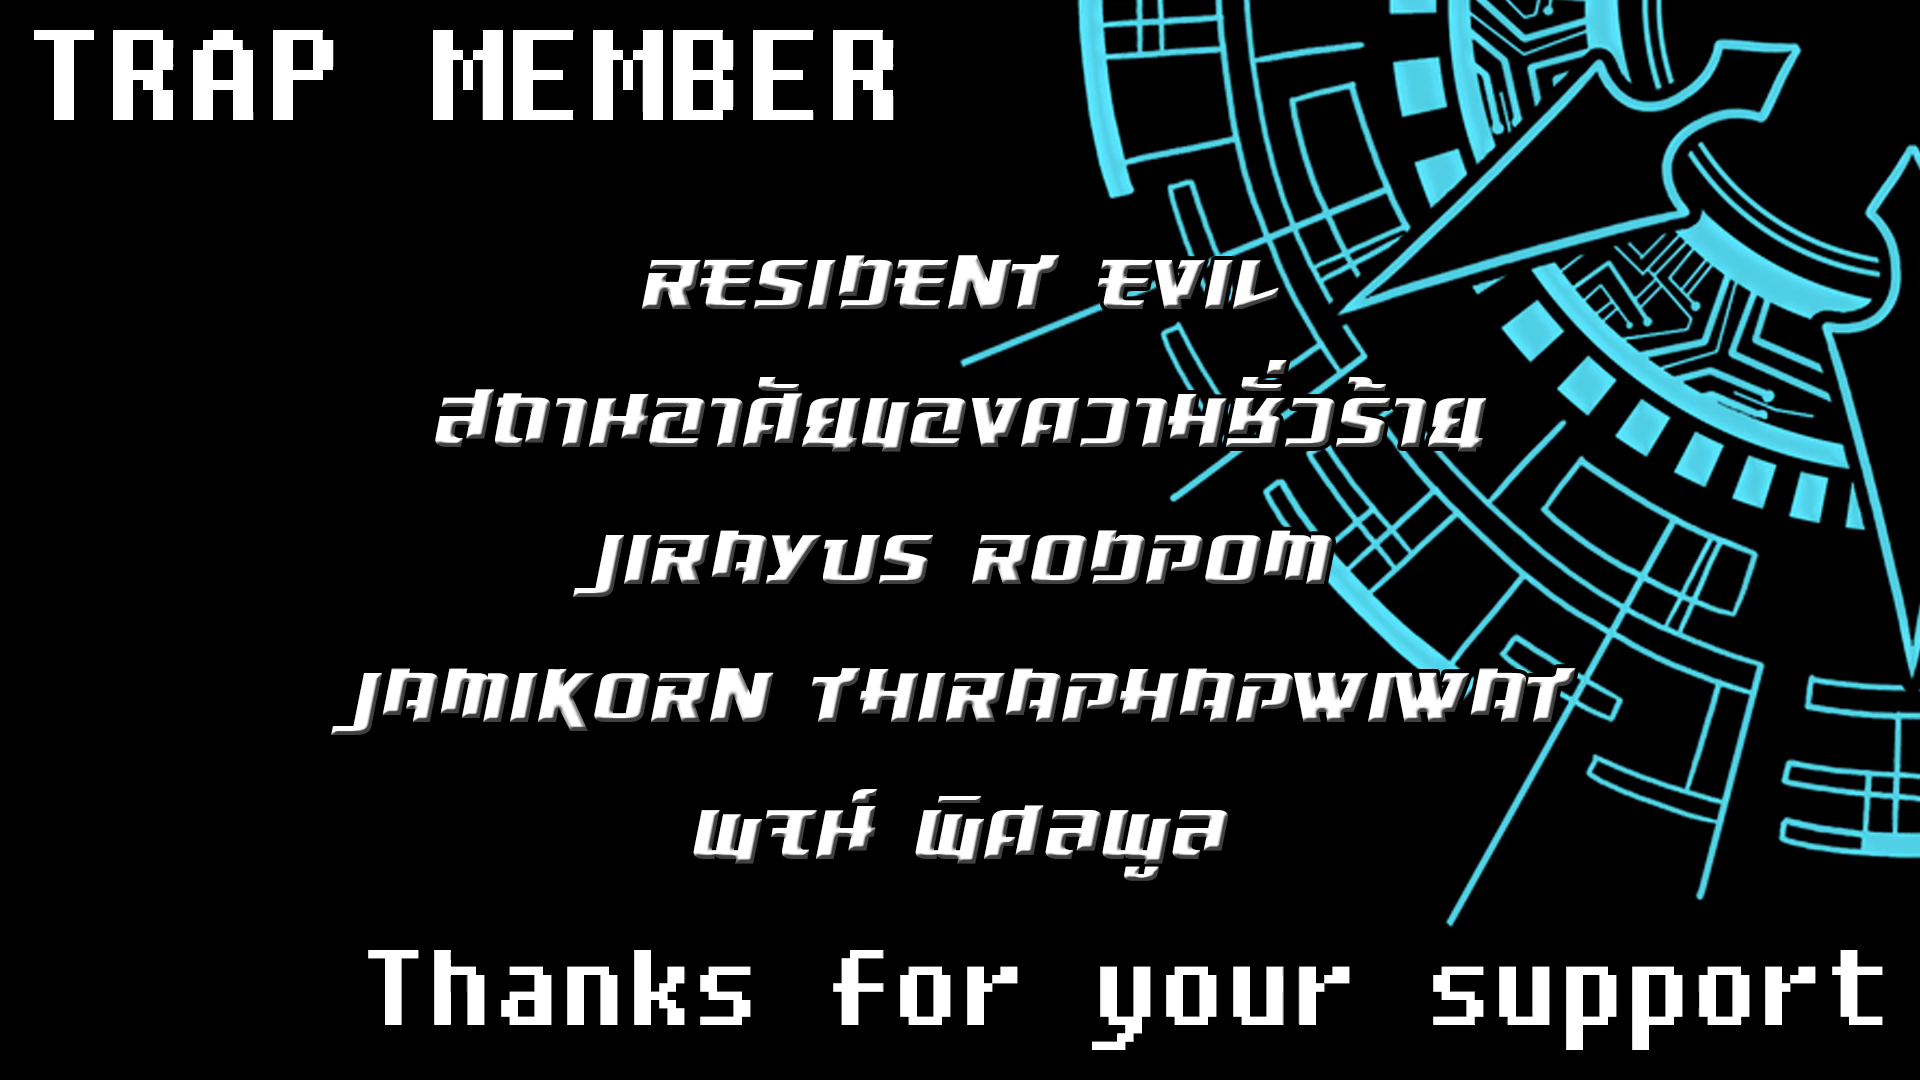 TRAP MEMBER
RESIDENT EVIL
สถานอาศัยของความชั่วร้าย
JIRAYUS RODPOM
JAMIKORN THIRAPHAPWIWAT
พจน์ พิศลพูล
Thanks for your support